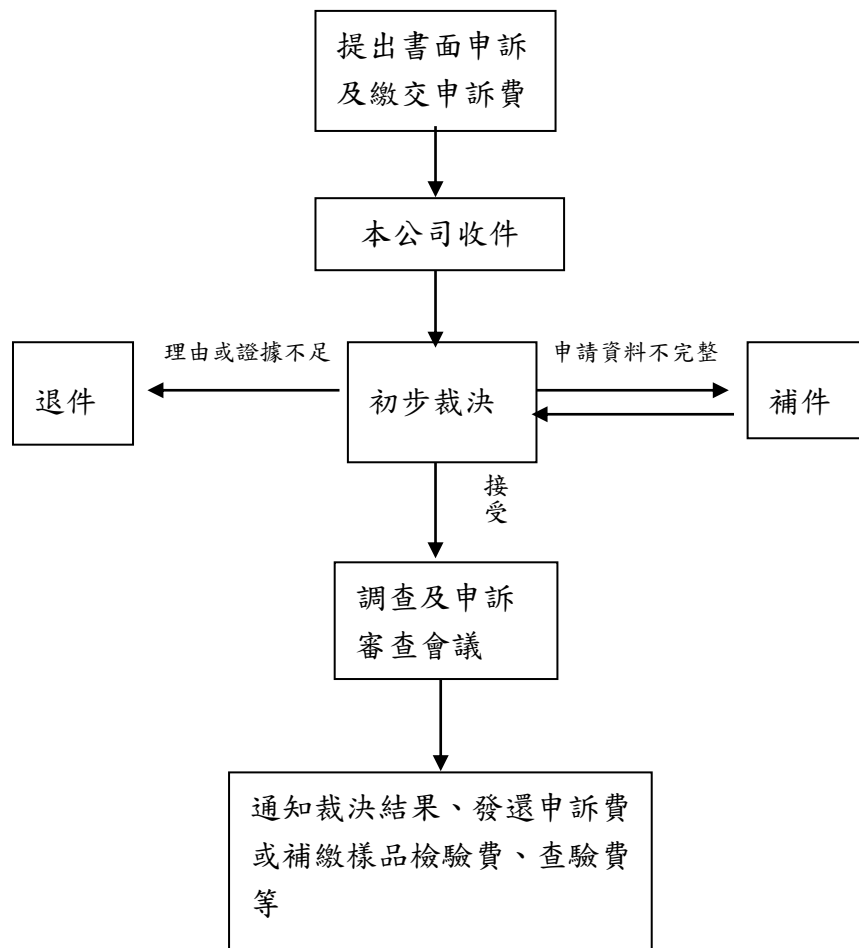 提出書面申訴
及繳交申訴費
本公司收件
理由或證據不足
申請資料不完整
退件
初步裁決
補件
接
受
調查及申訴
審查會議
通知裁決結果、發還申訴費
或補繳樣品檢驗費、查驗費
等